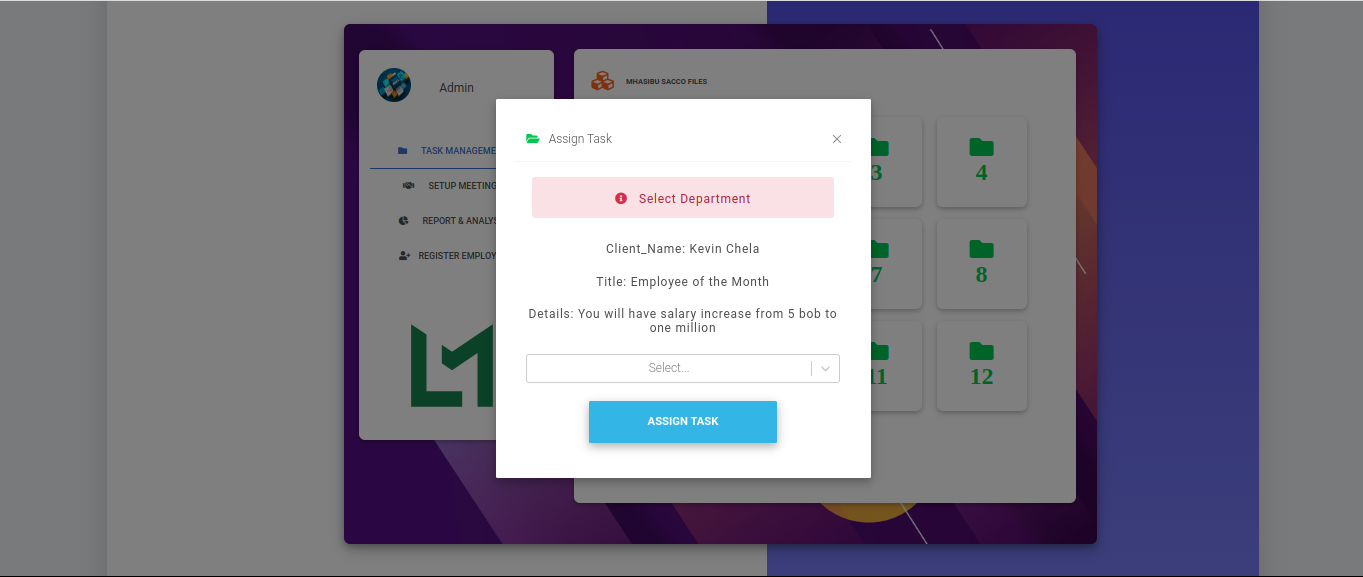 Admin
MHASIBU SACCO FILES
TASK MANAGEME
SETUP MEETING
REPORT & ANALYS
REGISTER EMPLOY
3
4
7
8
11
12
Assign Task
Select Department
Client_Name: Kevin Chela
Title: Employee of the Month
Details: You will have salary increase from 5 bob to
one million
Select...
ASSIGN TASK